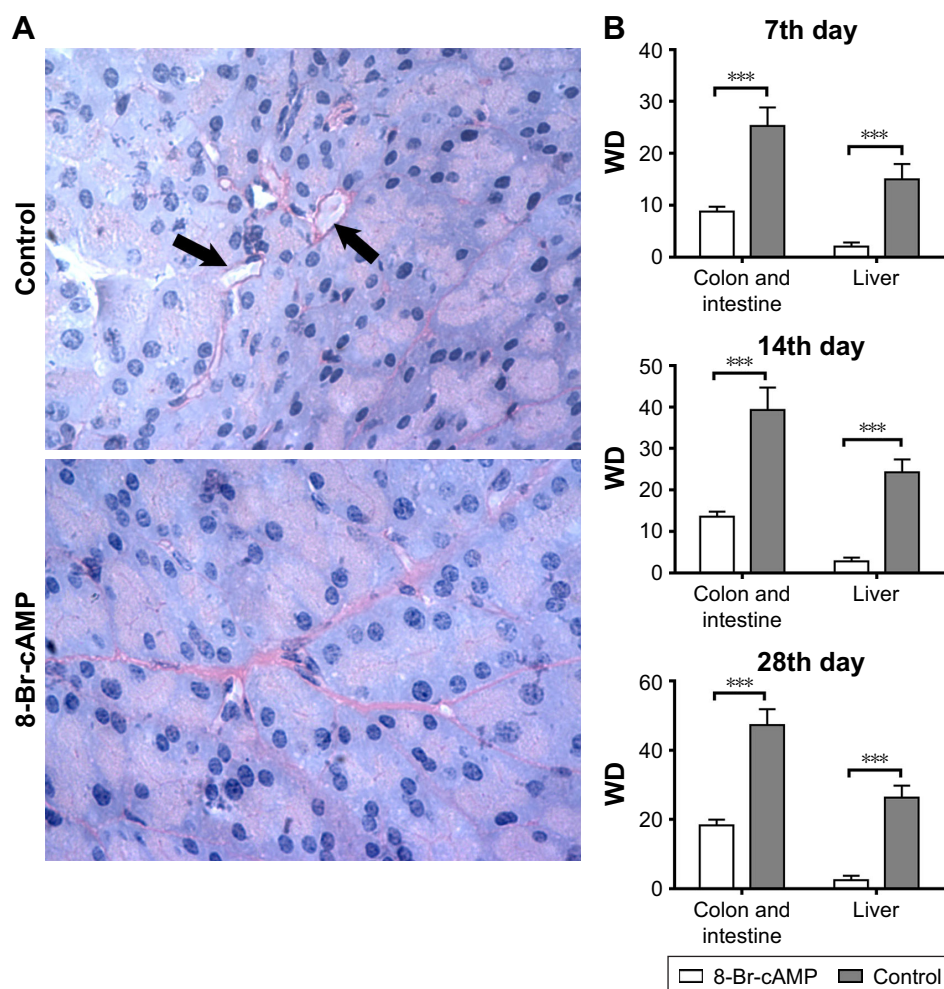 A
Control
8-Br-cAMP
B
7th day
WD
40
30
20
10
0
***
***
Colon and
intestine
Liver
14th day
WD
50
40
30
20
10
0
***
***
Colon and
intestine
Liver
28th day
WD
60
40
20
0
***
***
Colon and
intestine
Liver
8-Br-cAMP Control